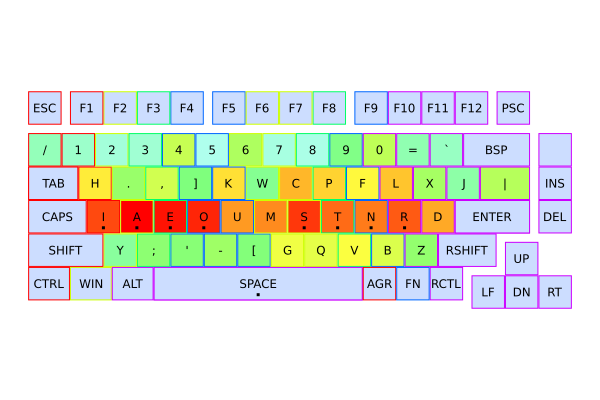 ESC F1 F2 F3 F4 F5 F6 F7 F8 F9 F10 F11 F12 PSC
/ 1 2 3 4 5 6 7 8 9 0 = ` BSP
TAB H . , ] K W C P F L X J | INS
CAPS I A E O U M S T N R D ENTER DEL
SHIFT Y ; ' - [ G Q V B Z RSHIFT UP
CTRL WIN ALT SPACE AGR FN RCTL LF DN RT